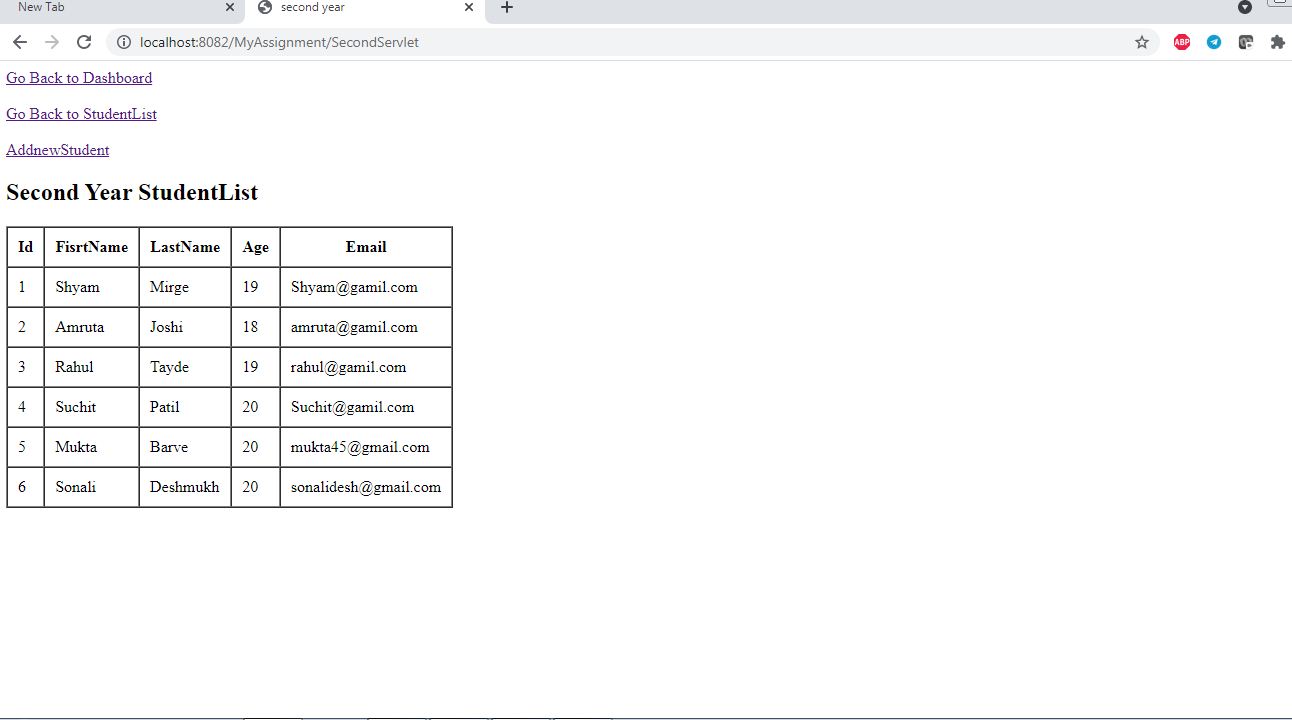 New Tab
second year
localhost:8082/MyAssignment/SecondServlet
ABP
Go Back to Dashboard
Go Back to StudentList
AddnewStudent
Second Year StudentList
Id FisrtName LastName Age Email
1 Shyam Mirge 19 Shyam@gamil.com
2 Amruta Joshi 18 amruta@gamil.com
3 Rahul Tayde 19 rahul@gamil.com
4 Suchit Patil 20 Suchit@gamil.com
5 Mukta Barve 20 mukta45@gmail.com
6 Sonali Deshmukh 20 sonalidesh@gmail.com